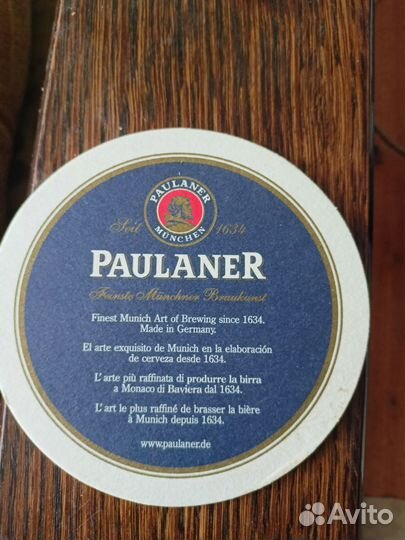 PAULANER
MÜNCHEN
Seit 1634
PAULANER
Feinste Münchner Braukunst
Finest Munich Art of Brewing since 1634.
Made in Germany.
El arte exquisito de Munich en la elaboración
de cerveza desde 1634.
L'arte più raffinata di produrre la birra
a Monaco di Baviera dal 1634.
L'art le plus raffiné de brasser la bière
à Munich depuis 1634.
www.paulaner.de
Avito